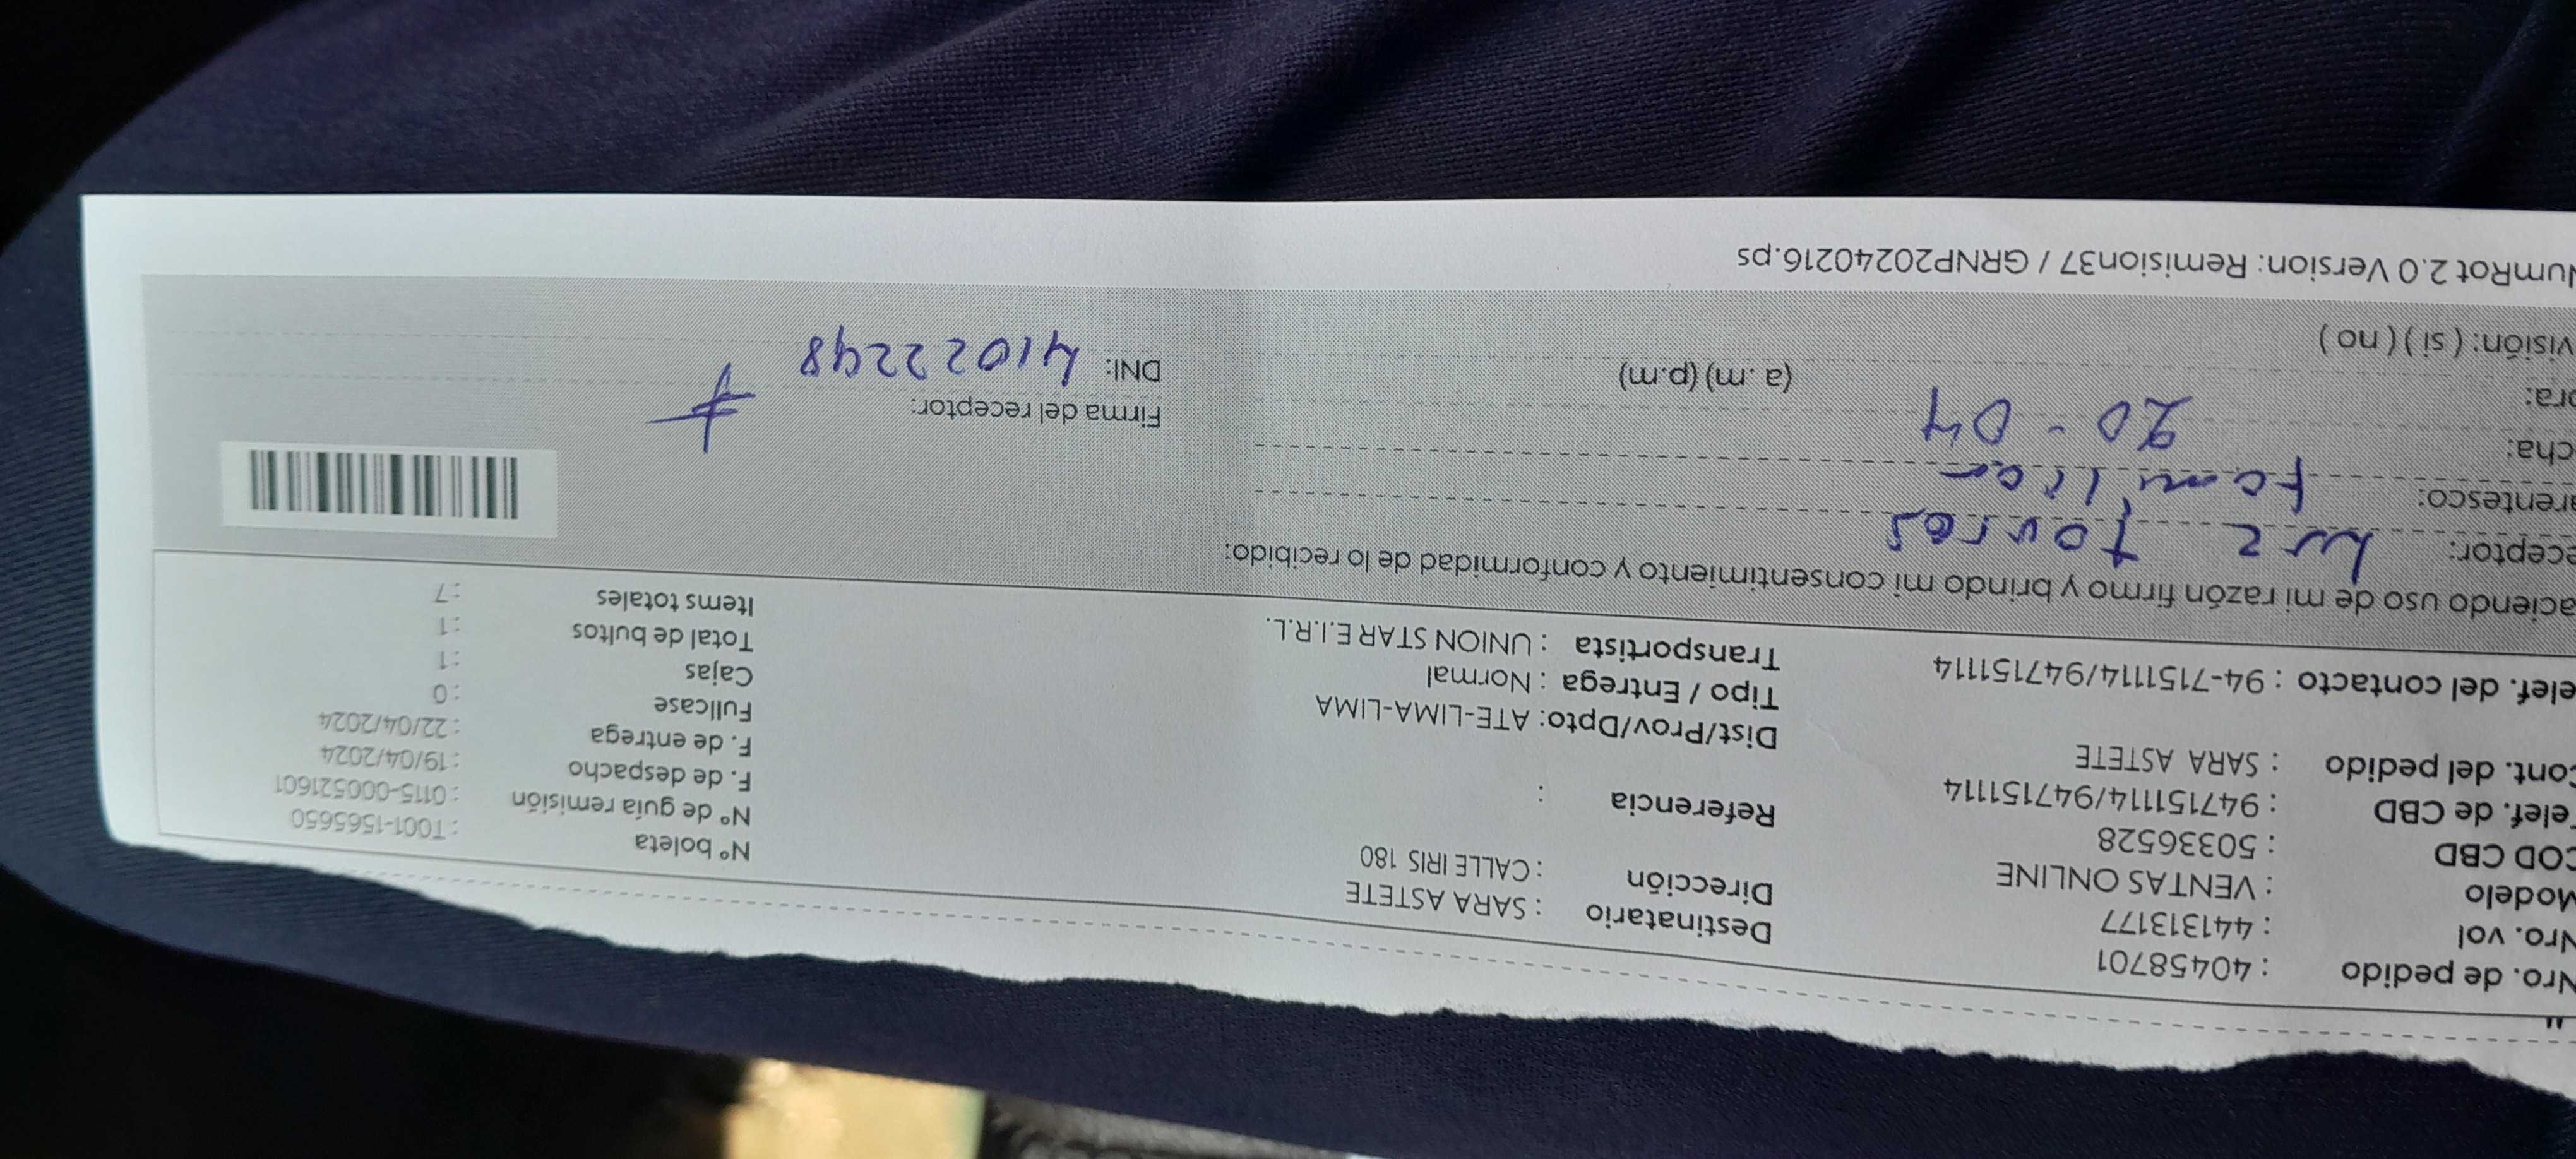 Nro. de pedido : 40458701
Nro. vol : 44131377
Modelo : VENTAS ONLINE
COD CBD : 50336528
Telef. de CBD : 947151114/947151114
Cont. del pedido : SARA ASTETE
elef. del contacto : 94-7151114/947151114
Destinatario : SARA ASTETE
Dirección : CALLE IRIS 180
Referencia :
Dist/Prov/Dpto: ATE-LIMA-LIMA
Tipo / Entrega : Normal
Transportista : UNION STAR E.I.R.L.
N° boleta : T001-1565650
N° de guía remisión : 0115-000521601
F. de despacho : 19/04/2024
F. de entrega : 22/04/2024
Fullcase : 0
Cajas : 1
Total de bultos : 1
Items totales : 7
aciendo uso de mi razón firmo y brindo mi consentimiento y conformidad de lo recibido:
eceptor: Luz
arentesco: Familiar
cha: 20-04
ora: (a.m) (p.m)
visión: ( si ) ( no )
Firma del receptor:
DNI: 41022298
NumRot 2.0 Version: Remision37 / GRNP20240216.ps